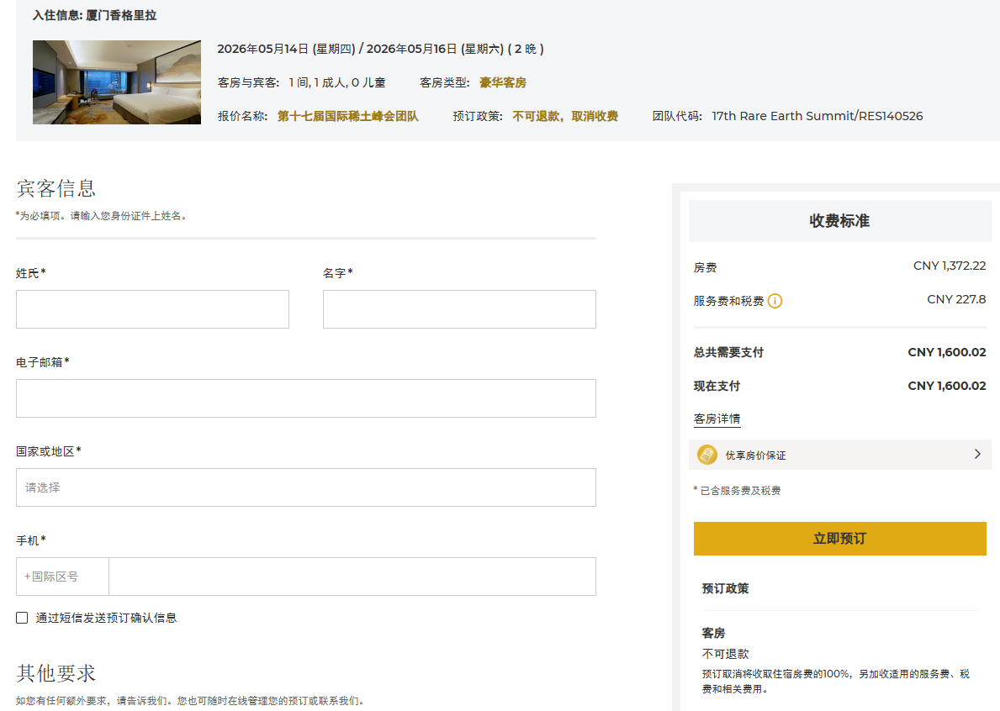 入住信息: 厦门香格里拉
2026年05月14日 (星期四) / 2026年05月16日 (星期六) ( 2 晚 )
客房与宾客: 1 间, 1 成人, 0 儿童 客房类型: 豪华客房
报价名称: 第十七届国际稀土峰会团队 预订政策: 不可退款，取消收费 团队代码: 17th Rare Earth Summit/RES140526
宾客信息
*为必填项。请输入您身份证件上姓名。
姓氏* 名字*
电子邮箱*
国家或地区*
请选择
手机*
+国际区号
通过短信发送预订确认信息
其他要求
如您有任何额外要求，请告诉我们。您也可随时在线管理您的预订或联系我们。
收费标准
房费 CNY 1,372.22
服务费和税费 CNY 227.8
总共需要支付 CNY 1,600.02
现在支付 CNY 1,600.02
客房详情
优享房价保证
* 已含服务费及税费
立即预订
预订政策
客房
不可退款
预订取消将收取住宿房费的100%，另加收适用的服务费、税
费和相关费用。